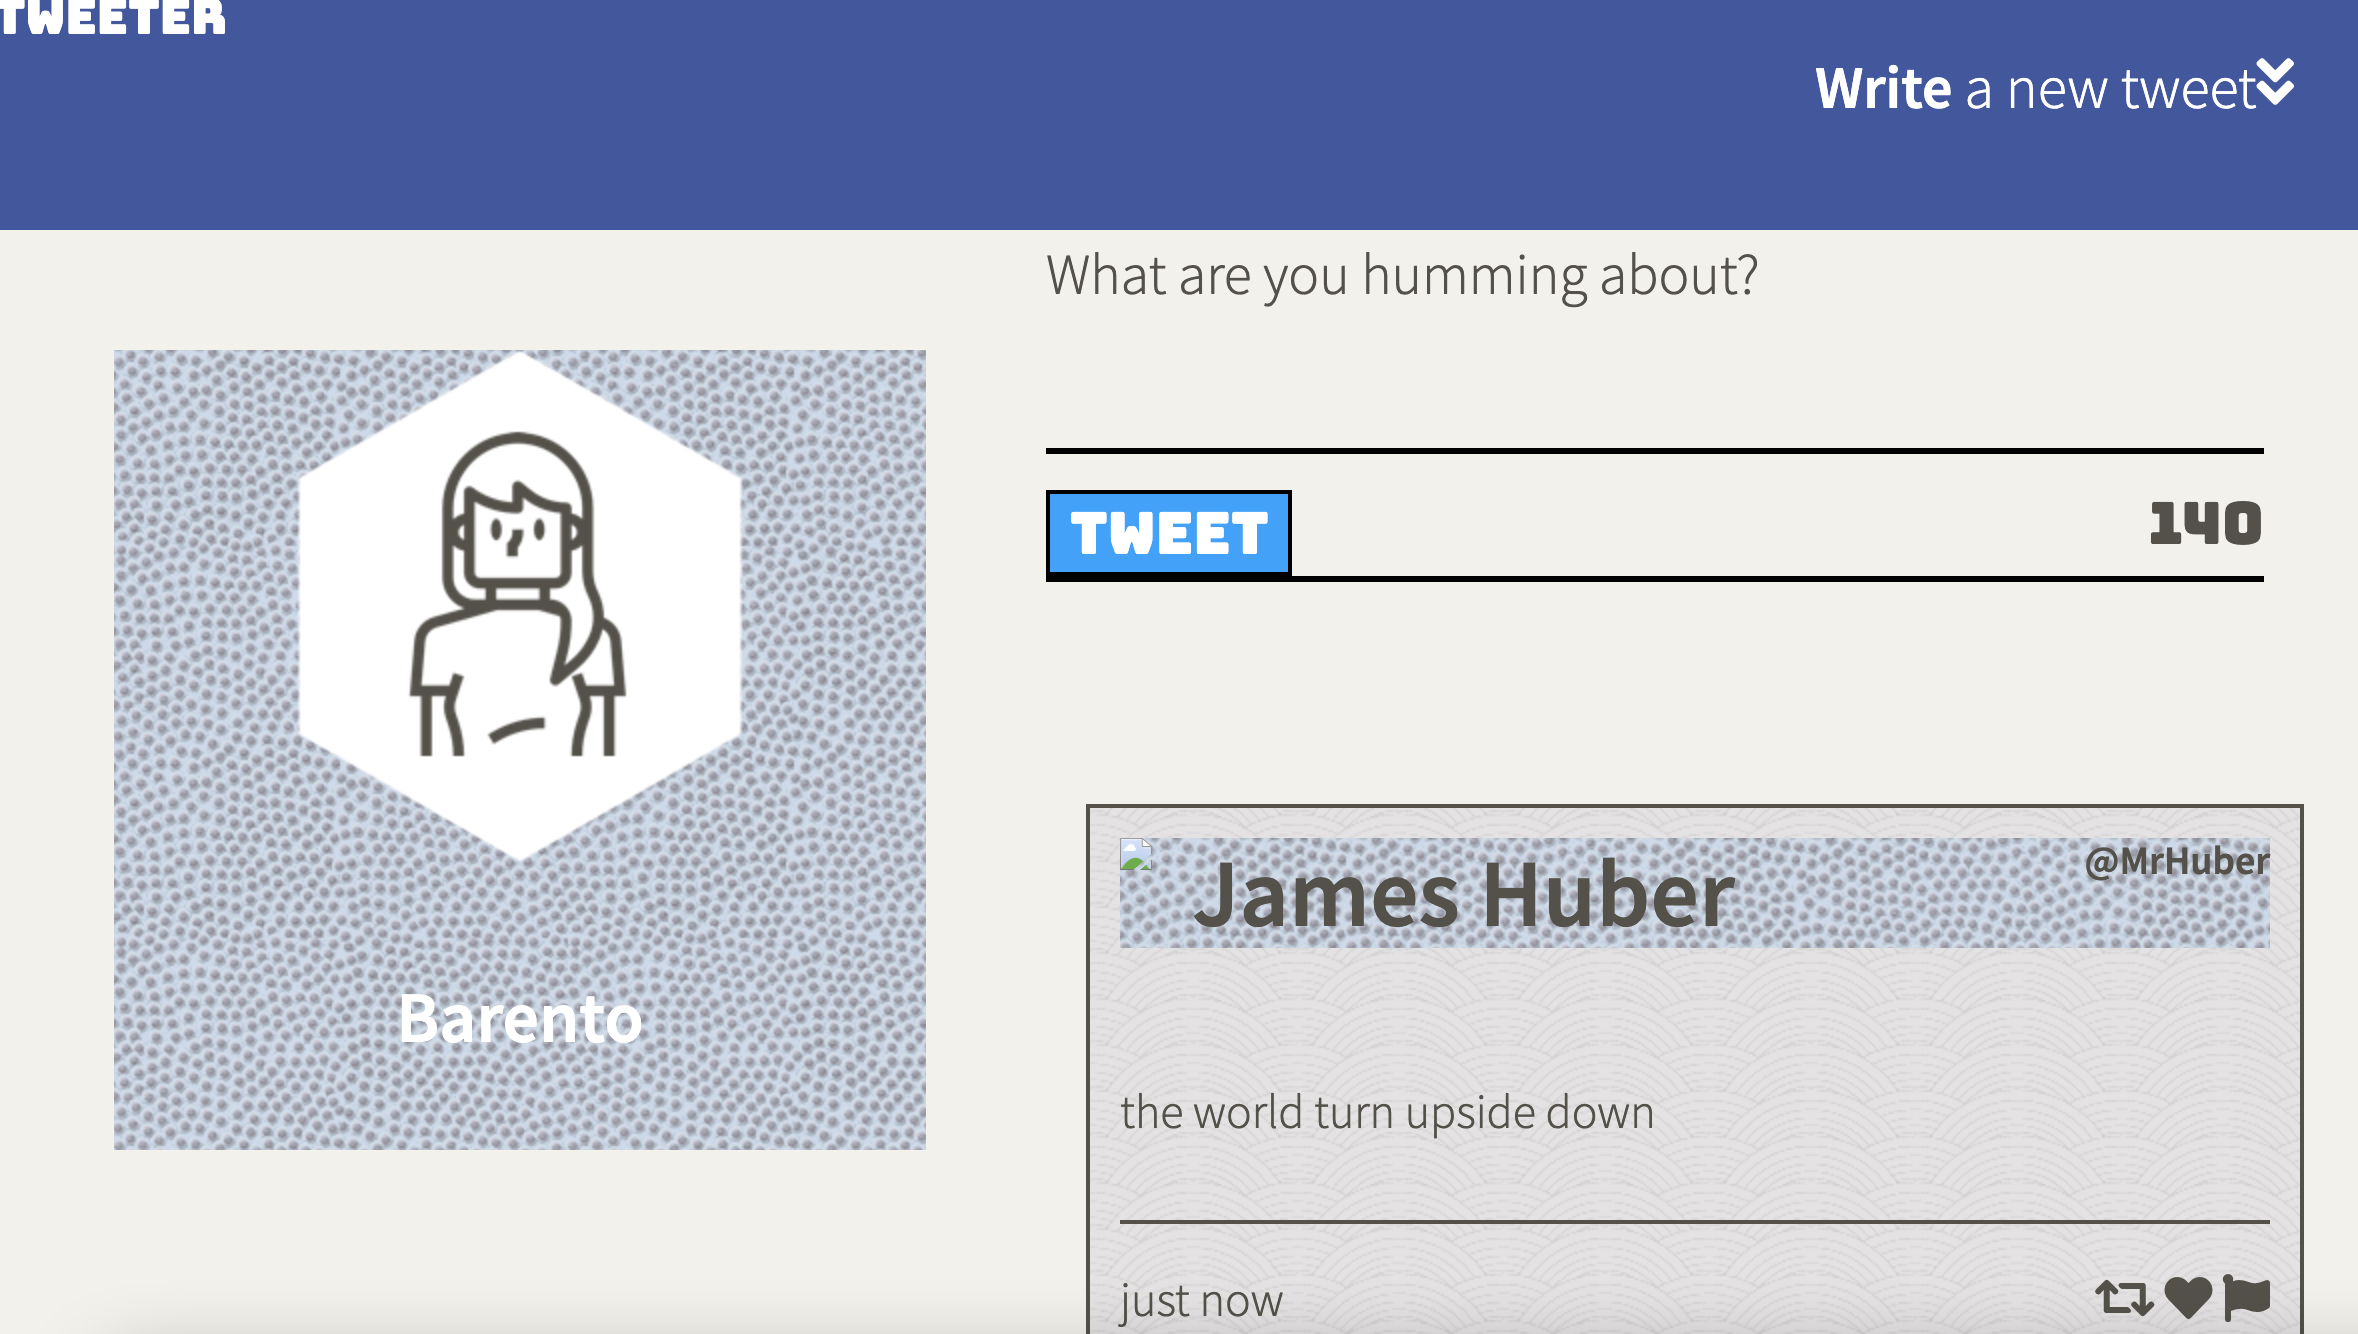 TWEETER
Write a new tweet
What are you humming about?
TWEET
140
Barento
James Huber
@MrHuber
the world turn upside down
just now